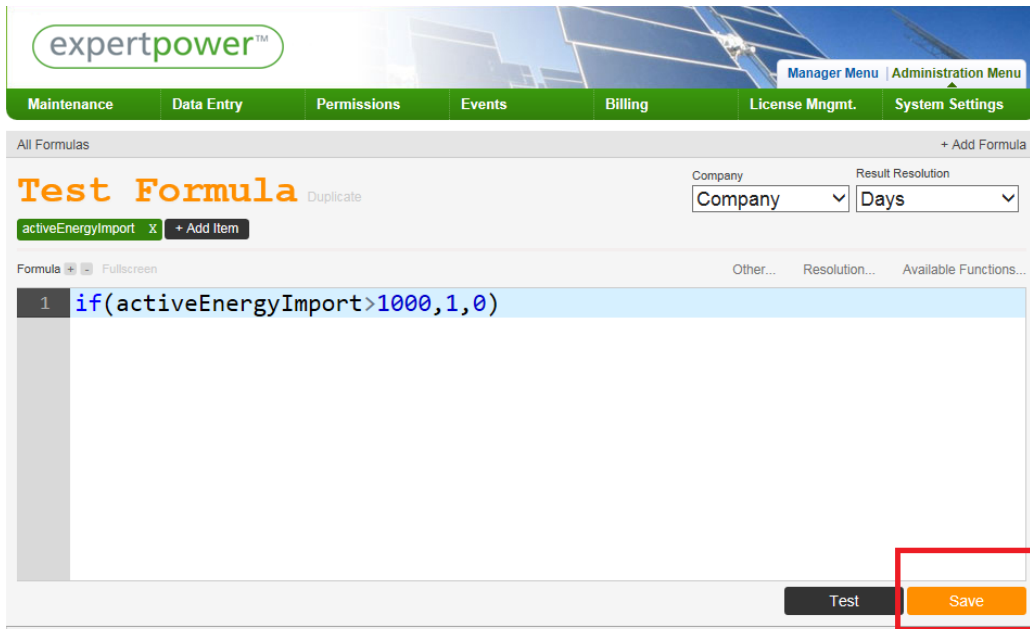 expertpower™
Manager Menu | Administration Menu
Maintenance Data Entry Permissions Events Billing License Mngmt. System Settings
All Formulas + Add Formula
Company Result Resolution
Test Formula Duplicate Company Days
activeEnergyImport X + Add Item
Formula + - Fullscreen Other... Resolution... Available Functions...
1 if(activeEnergyImport>1000,1,0)
Test Save